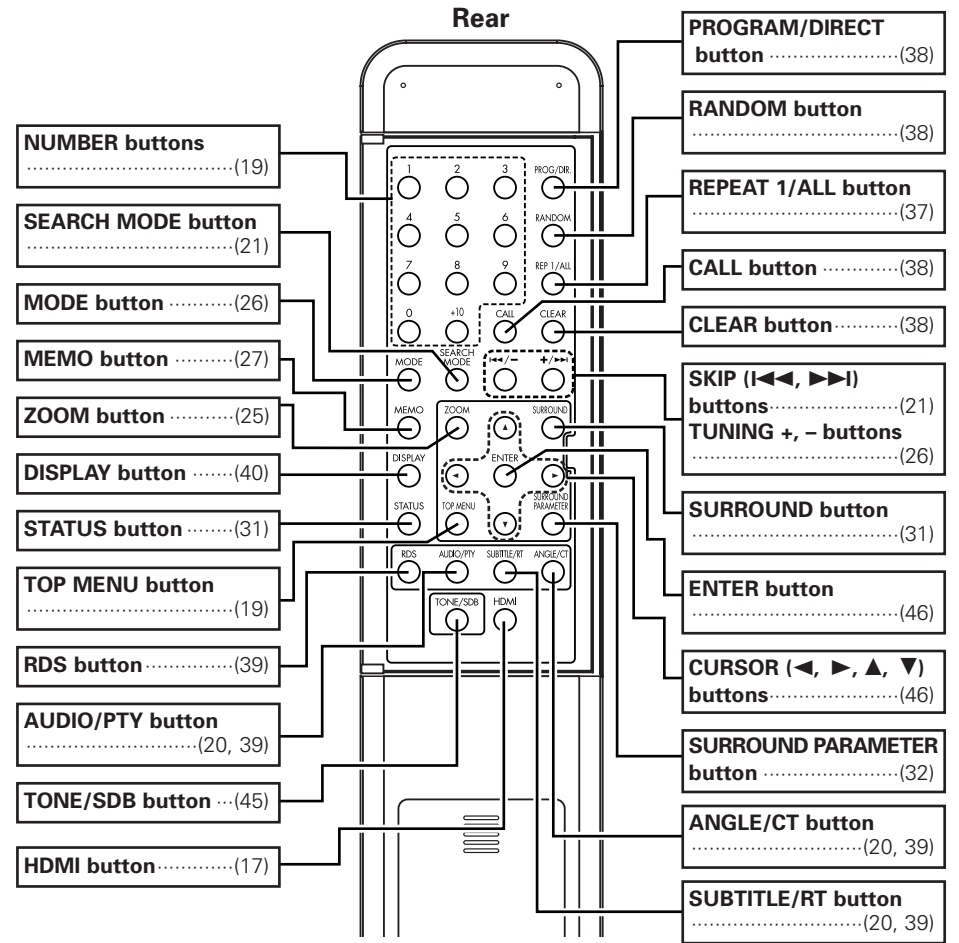 Rear
NUMBER buttons
·····························(19)
SEARCH MODE button
·····························(21)
MODE button ··········(26)
MEMO button ·········(27)
ZOOM button ··········(25)
DISPLAY button ·······(40)
STATUS button ·······(31)
TOP MENU button
·····························(19)
RDS button ·············(39)
AUDIO/PTY button
·························(20, 39)
TONE/SDB button ···(45)
HDMI button ·············(17)
1 2 3 PROG/DIR.
4 5 6 RANDOM
7 8 9 REP 1/ALL
0 +10 CALL CLEAR
MODE SEARCH MODE I◄◄/– +/►►I
MEMO ZOOM ▲ SURROUND
DISPLAY ◄ ENTER ►
STATUS TOP MENU ▼ SURROUND PARAMETER
RDS AUDIO/PTY SUBTITLE/RT ANGLE/CT
TONE/SDB HDMI
PROGRAM/DIRECT
button ···················(38)
RANDOM button
······························(38)
REPEAT 1/ALL button
······························(37)
CALL button ···········(38)
CLEAR button ··········(38)
SKIP (I◄◄, ►►I)
buttons ···················(21)
TUNING +, – buttons
······························(26)
SURROUND button
······························(31)
ENTER button
······························(46)
CURSOR (◄, ►, ▲, ▼)
buttons ···················(46)
SURROUND PARAMETER
button ····················(32)
ANGLE/CT button
·························(20, 39)
SUBTITLE/RT button
·························(20, 39)